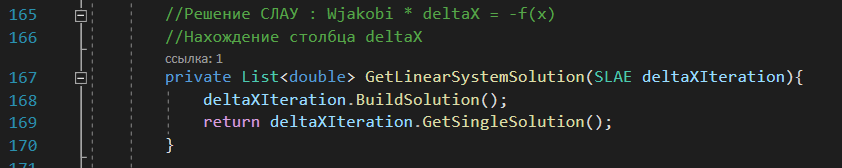 165 //Решение СЛАУ : Wjakobi * deltaX = -f(x)
166 //Нахождение столбца deltaX
ссылка: 1
167 private List<double> GetLinearSystemSolution(SLAE deltaXIteration){
168 deltaXIteration.BuildSolution();
169 return deltaXIteration.GetSingleSolution();
170 }